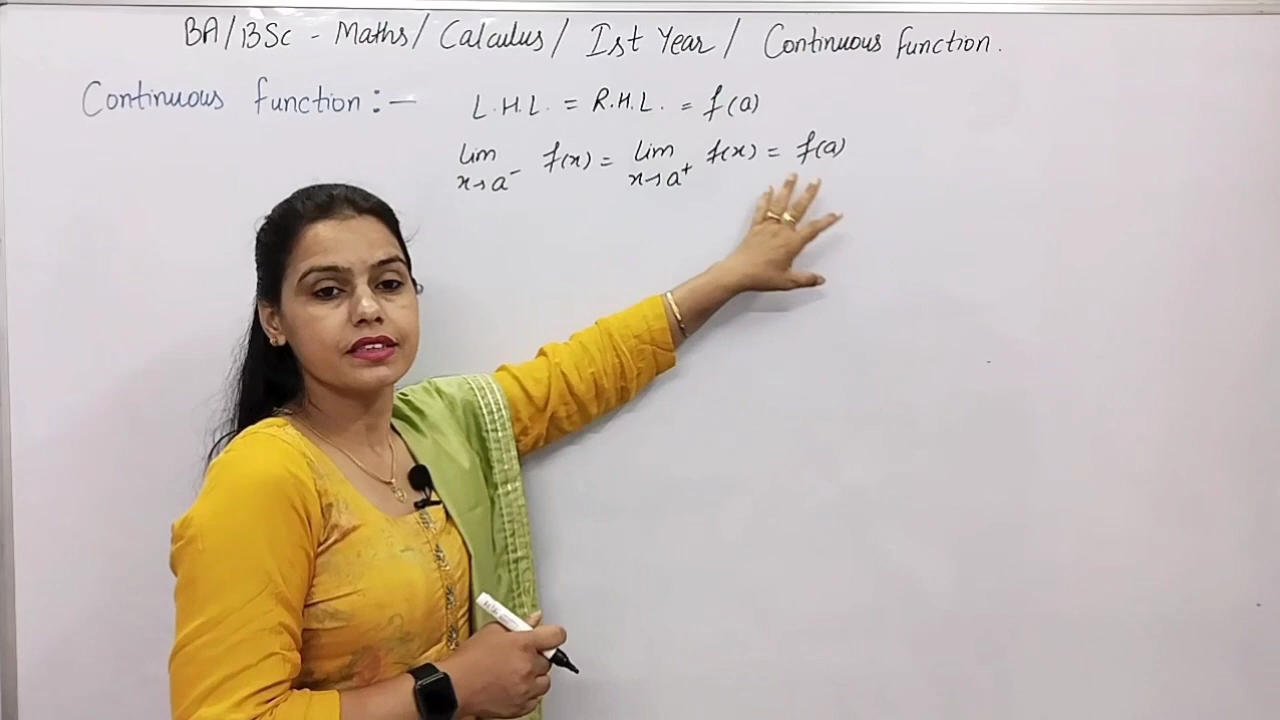 BA/BSc - Maths/ Calculus/ Ist Year/ Continuous function.
Continuous function :- L.H.L. = R.H.L. = f(a)
lim x→a⁻ f(x) = lim x→a⁺ f(x) = f(a)